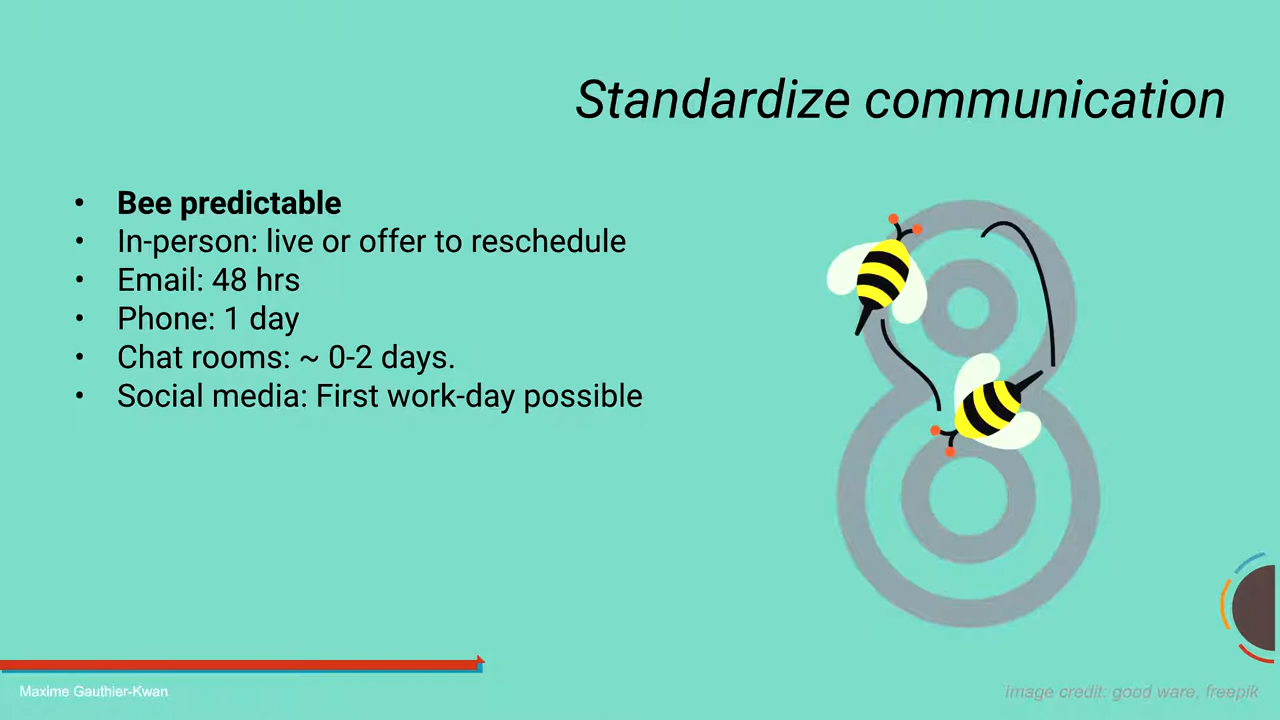 Standardize communication
• Bee predictable
• In-person: live or offer to reschedule
• Email: 48 hrs
• Phone: 1 day
• Chat rooms: ~ 0-2 days.
• Social media: First work-day possible
Maxime Gauthier-Kwan
Image credit: good ware, freepik